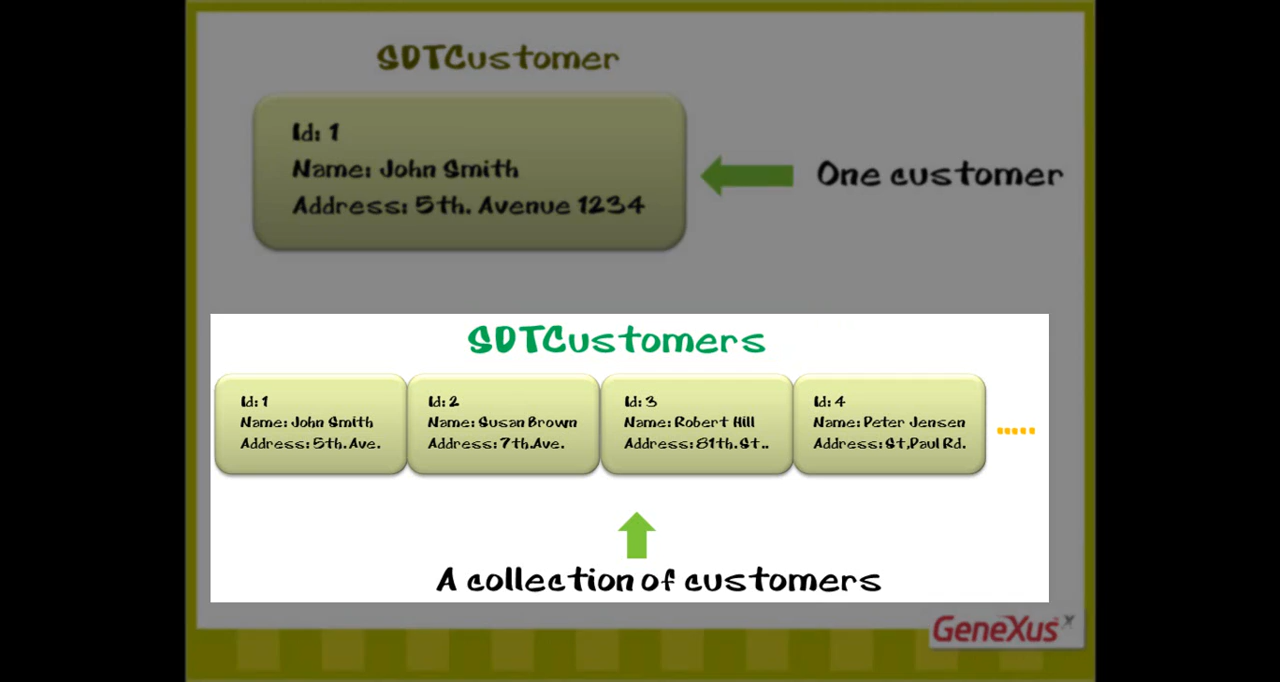 SDTCustomer
Id: 1
Name: John Smith
Address: 5th. Avenue 1234
One customer
SDTCustomers
Id: 1
Name: John Smith
Address: 5th. Ave.
Id: 2
Name: Susan Brown
Address: 7th. Ave.
Id: 3
Name: Robert Hill
Address: 81th. St..
Id: 4
Name: Peter Jensen
Address: St,Paul Rd.
.....
A collection of customers
GeneXus X